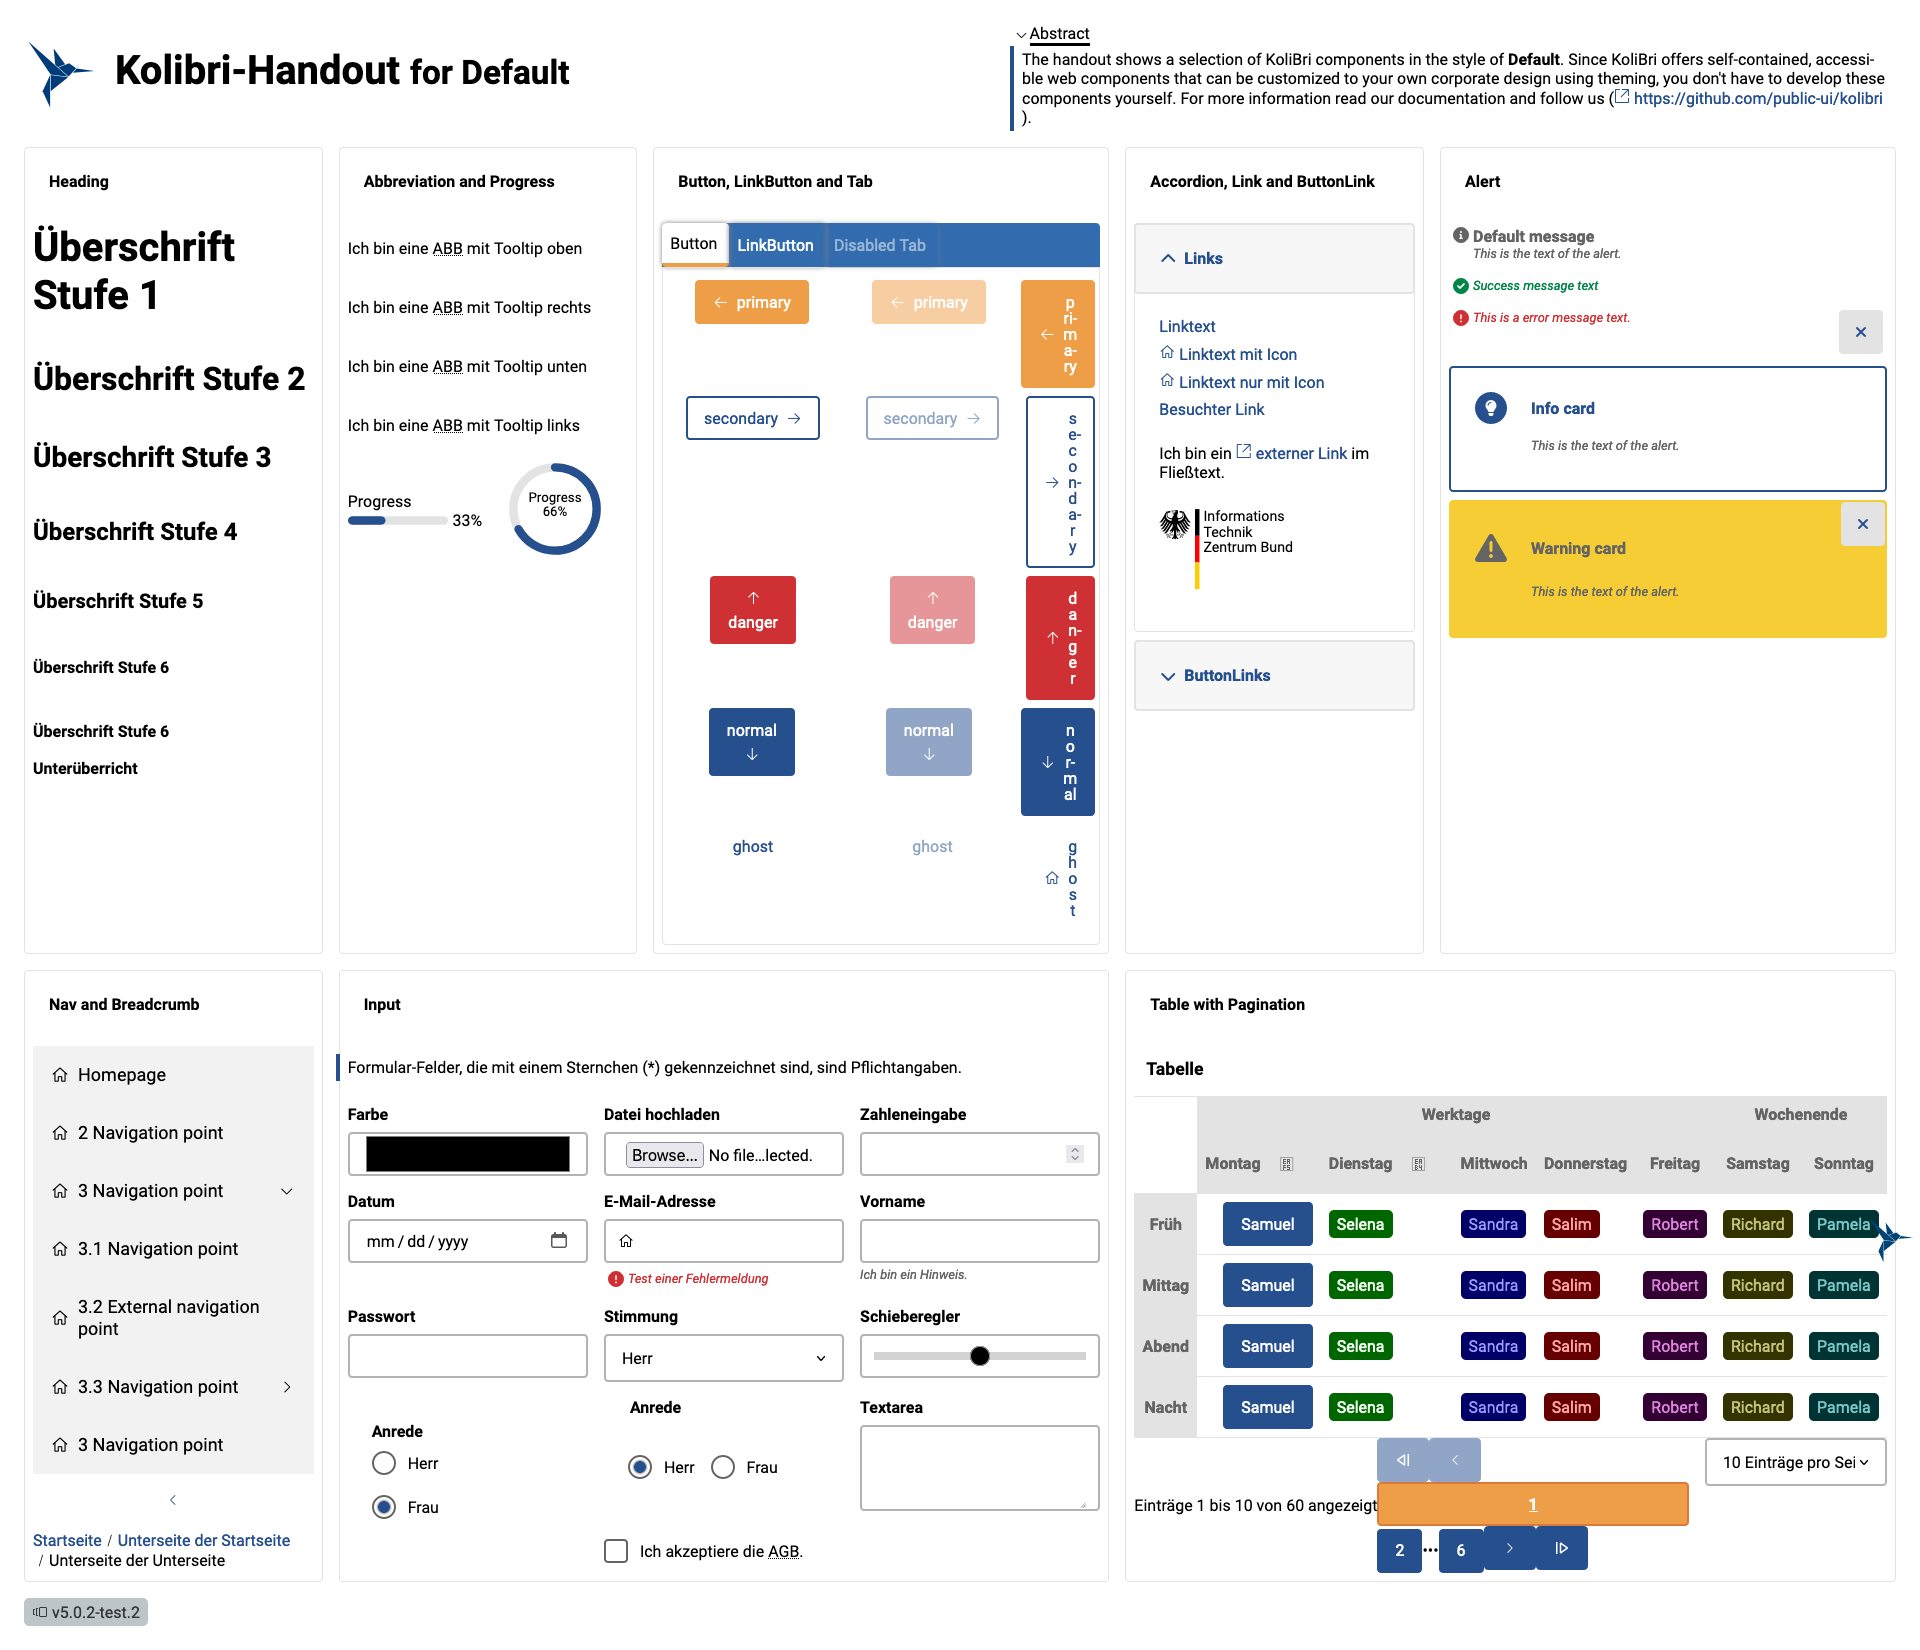 Kolibri-Handout for Default
Abstract
The handout shows a selection of KoliBri components in the style of Default. Since KoliBri offers self-contained, accessi-
ble web components that can be customized to your own corporate design using theming, you don't have to develop these
components yourself. For more information read our documentation and follow us ( https://github.com/public-ui/kolibri
).
Heading
Überschrift
Stufe 1
Überschrift Stufe 2
Überschrift Stufe 3
Überschrift Stufe 4
Überschrift Stufe 5
Überschrift Stufe 6
Überschrift Stufe 6
Unterüberricht
Abbreviation and Progress
Ich bin eine ABB mit Tooltip oben
Ich bin eine ABB mit Tooltip rechts
Ich bin eine ABB mit Tooltip unten
Ich bin eine ABB mit Tooltip links
Progress
33%
Progress
66%
Button, LinkButton and Tab
Button LinkButton Disabled Tab
primary
primary
p
ri-
m
a-
ry
secondary
secondary
s
e-
c
o
n-
d
a-
r
y
danger
danger
d
a
n-
g
e
r
normal
normal
n
o
r-
m
al
ghost
ghost
g
h
o
s
t
Accordion, Link and ButtonLink
Links
Linktext
Linktext mit Icon
Linktext nur mit Icon
Besuchter Link
Ich bin ein externer Link im
Fließtext.
Informations
Technik
Zentrum Bund
ButtonLinks
Alert
Default message
This is the text of the alert.
Success message text
This is a error message text.
Info card
This is the text of the alert.
Warning card
This is the text of the alert.
Nav and Breadcrumb
Homepage
2 Navigation point
3 Navigation point
3.1 Navigation point
3.2 External navigation
point
3.3 Navigation point
3 Navigation point
Startseite / Unterseite der Startseite
/ Unterseite der Unterseite
Input
Formular-Felder, die mit einem Sternchen (*) gekennzeichnet sind, sind Pflichtangaben.
Farbe
Datei hochladen
Browse... No file...lected.
Zahleneingabe
Datum
mm / dd / yyyy
E-Mail-Adresse
Test einer Fehlermeldung
Vorname
Ich bin ein Hinweis.
Passwort
Stimmung
Herr
Schieberegler
Anrede
Herr
Frau
Anrede
Herr Frau
Textarea
Ich akzeptiere die AGB.
Table with Pagination
Tabelle
Werktage Wochenende
Montag Dienstag Mittwoch Donnerstag Freitag Samstag Sonntag
Früh Samuel Selena Sandra Salim Robert Richard Pamela
Mittag Samuel Selena Sandra Salim Robert Richard Pamela
Abend Samuel Selena Sandra Salim Robert Richard Pamela
Nacht Samuel Selena Sandra Salim Robert Richard Pamela
10 Einträge pro Sei
Einträge 1 bis 10 von 60 angezeigt
1
2 ••• 6
v5.0.2-test.2